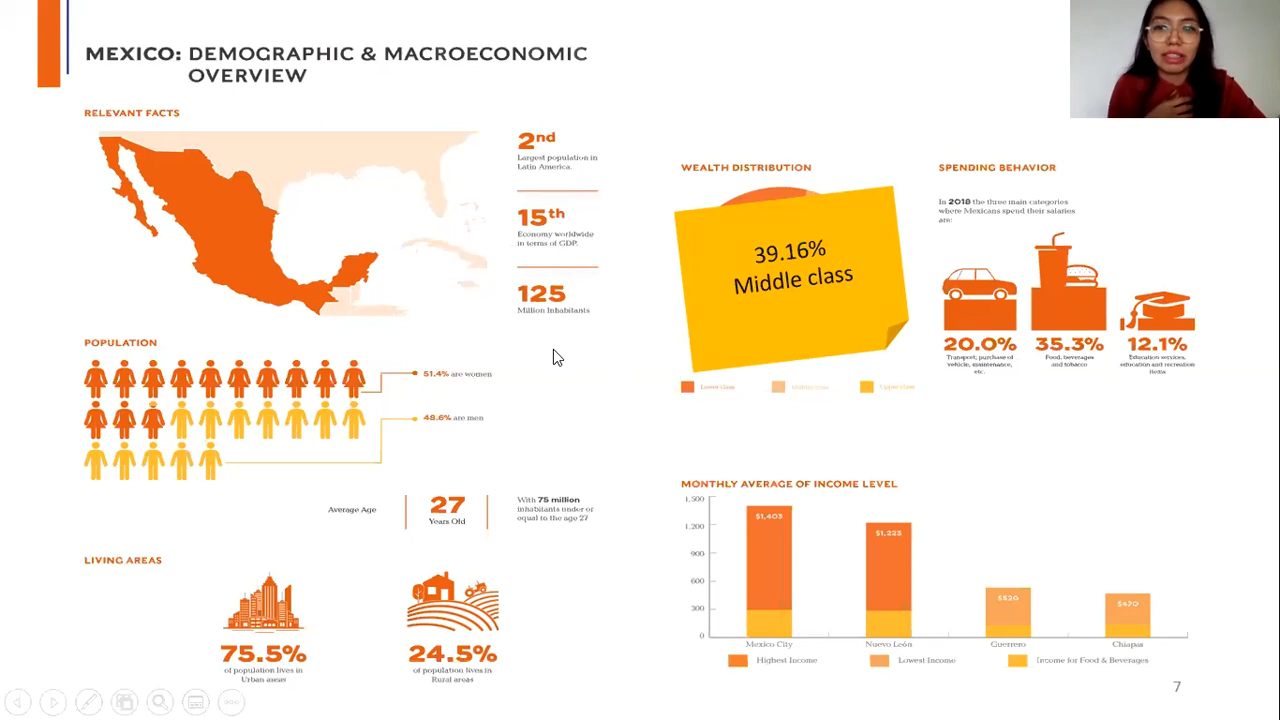 MEXICO: DEMOGRAPHIC & MACROECONOMIC
OVERVIEW
RELEVANT FACTS
2nd
Largest population in
Latin America.
15th
Economy worldwide
in terms of GDP.
125
Million Inhabitants
POPULATION
51.4% are women
48.6% are men
Average Age
27
Years Old
With 75 million
inhabitants under or
equal to the age 27
LIVING AREAS
75.5%
of population lives in
Urban areas
24.5%
of population lives in
Rural areas
WEALTH DISTRIBUTION
39.16%
Middle class
Lower class
Middle class
Upper class
SPENDING BEHAVIOR
In 2018 the three main categories
where Mexicans spend their salaries
are:
20.0%
Transport, purchase of
vehicle, maintenance,
etc.
35.3%
Food, beverages
and tobacco
12.1%
Education services,
education and recreation
items
MONTHLY AVERAGE OF INCOME LEVEL
1,500
1,200
900
600
300
0
$1,403
$1,223
$520
$470
Mexico City
Nuevo León
Guerrero
Chiapas
Highest Income
Lowest Income
Income for Food & Beverages
7